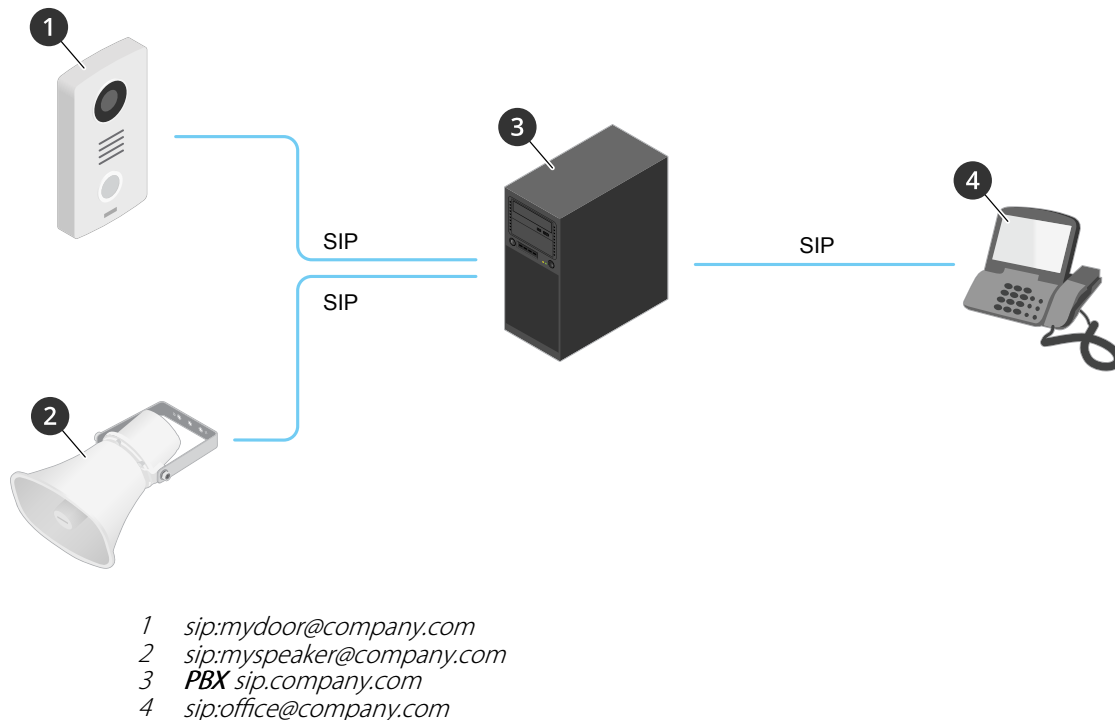 1
3
4
SIP
SIP
SIP
2
1 sip:mydoor@company.com
2 sip:myspeaker@company.com
3 PBX sip.company.com
4 sip:office@company.com